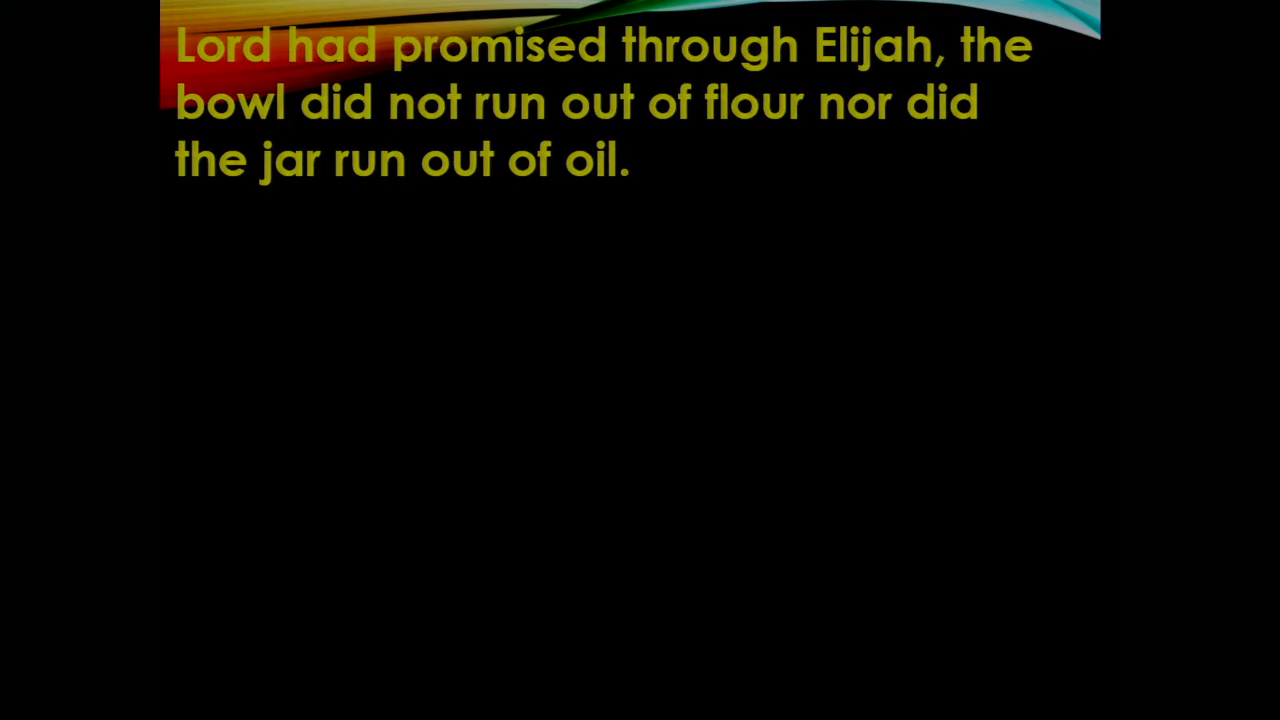 Lord had promised through Elijah, the
bowl did not run out of flour nor did
the jar run out of oil.